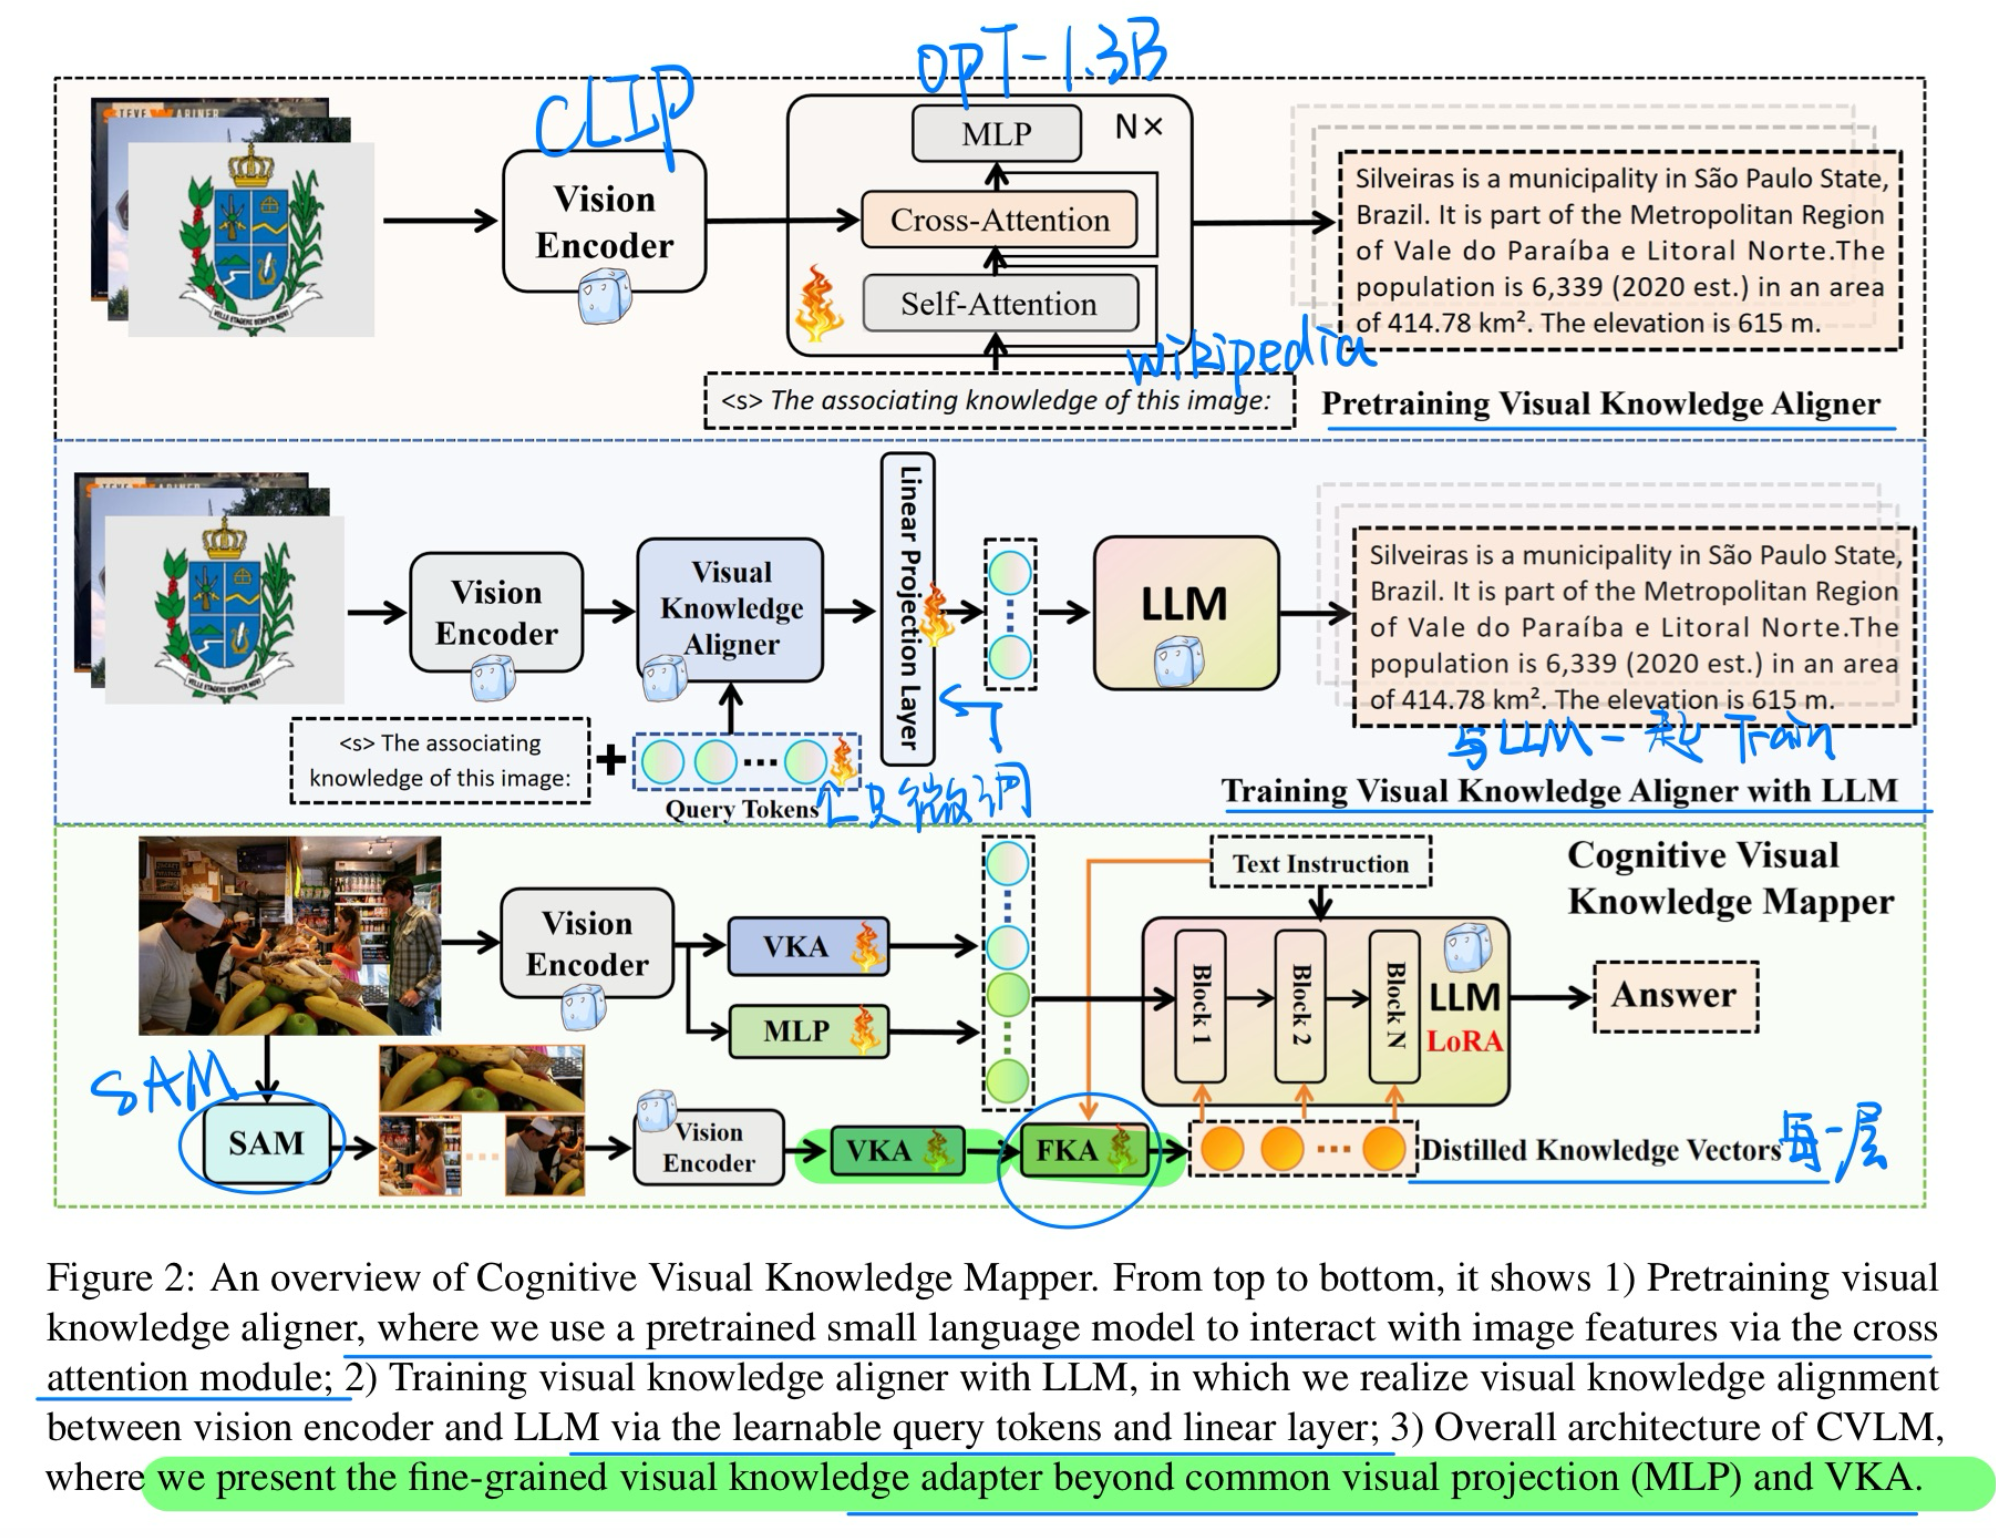 OPT-1.3B
CLIP
STEVE WARINER
MLP
N×
Vision
Encoder
Cross-Attention
Self-Attention
Silveiras is a municipality in São Paulo State,
Brazil. It is part of the Metropolitan Region
of Vale do Paraíba e Litoral Norte.The
population is 6,339 (2020 est.) in an area
of 414.78 km². The elevation is 615 m.
wikipedia
<s> The associating knowledge of this image:
Pretraining Visual Knowledge Aligner
Vision
Encoder
Visual
Knowledge
Aligner
Linear Projection Layer
LLM
Silveiras is a municipality in São Paulo State,
Brazil. It is part of the Metropolitan Region
of Vale do Paraíba e Litoral Norte.The
population is 6,339 (2020 est.) in an area
of 414.78 km². The elevation is 615 m.
<s> The associating
knowledge of this image:
+
Query Tokens
只微调
与LLM一起 Train
Training Visual Knowledge Aligner with LLM
Vision
Encoder
VKA
MLP
Text Instruction
Block 1
Block 2
Block N
LLM
LoRA
Answer
Cognitive Visual
Knowledge Mapper
SAM
SAM
Vision
Encoder
VKA
FKA
Distilled Knowledge Vectors
每一层
Figure 2: An overview of Cognitive Visual Knowledge Mapper. From top to bottom, it shows 1) Pretraining visual
knowledge aligner, where we use a pretrained small language model to interact with image features via the cross
attention module; 2) Training visual knowledge aligner with LLM, in which we realize visual knowledge alignment
between vision encoder and LLM via the learnable query tokens and linear layer; 3) Overall architecture of CVLM,
where we present the fine-grained visual knowledge adapter beyond common visual projection (MLP) and VKA.